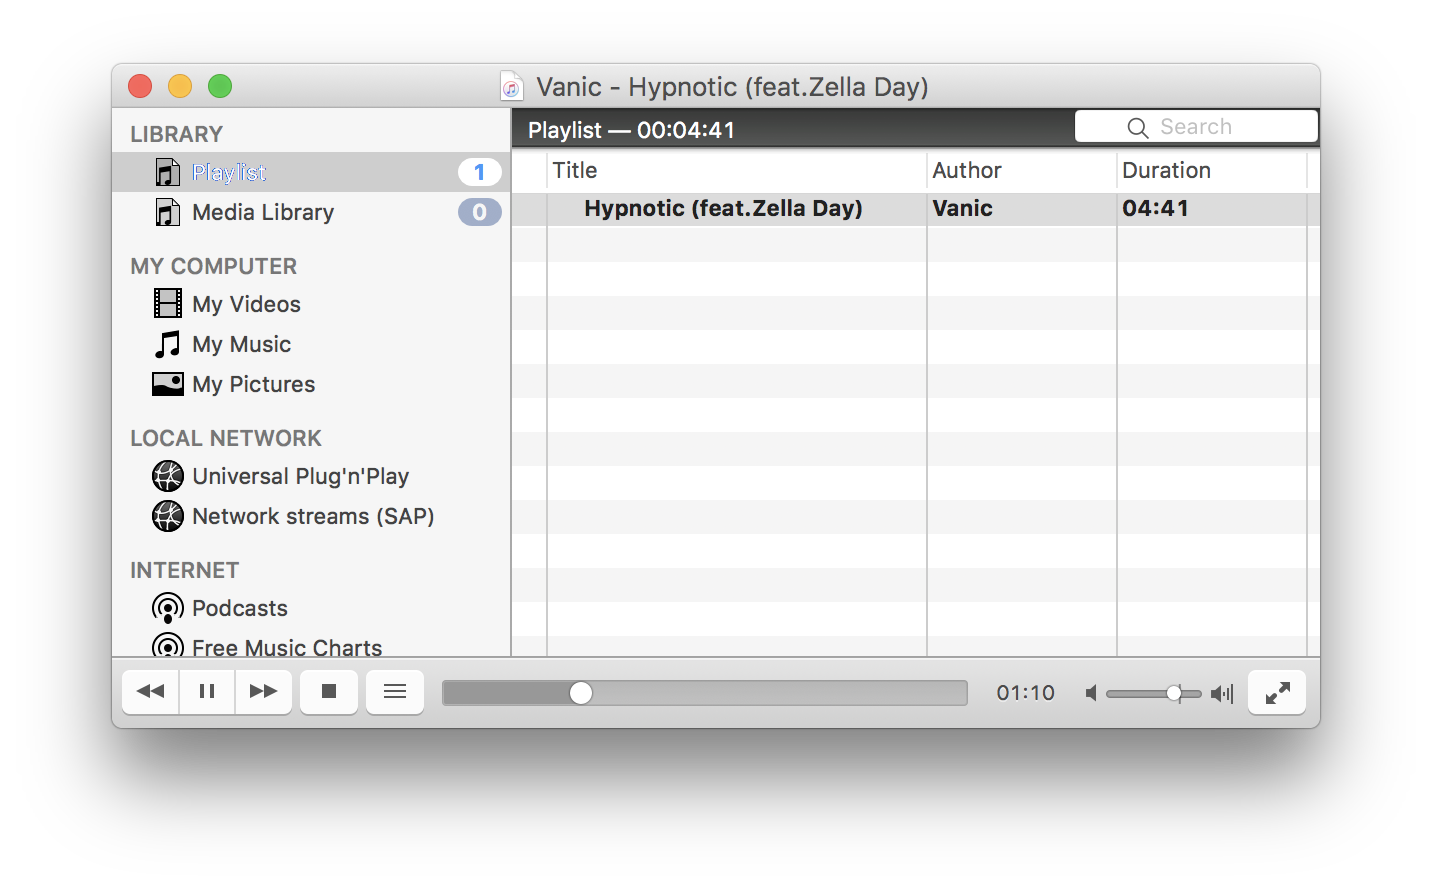 Vanic - Hypnotic (feat.Zella Day)
LIBRARY
Playlist 1
Media Library 0
MY COMPUTER
My Videos
My Music
My Pictures
LOCAL NETWORK
Universal Plug'n'Play
Network streams (SAP)
INTERNET
Podcasts
Free Music Charts
Playlist — 00:04:41 Search
Title Author Duration
Hypnotic (feat.Zella Day) Vanic 04:41
01:10